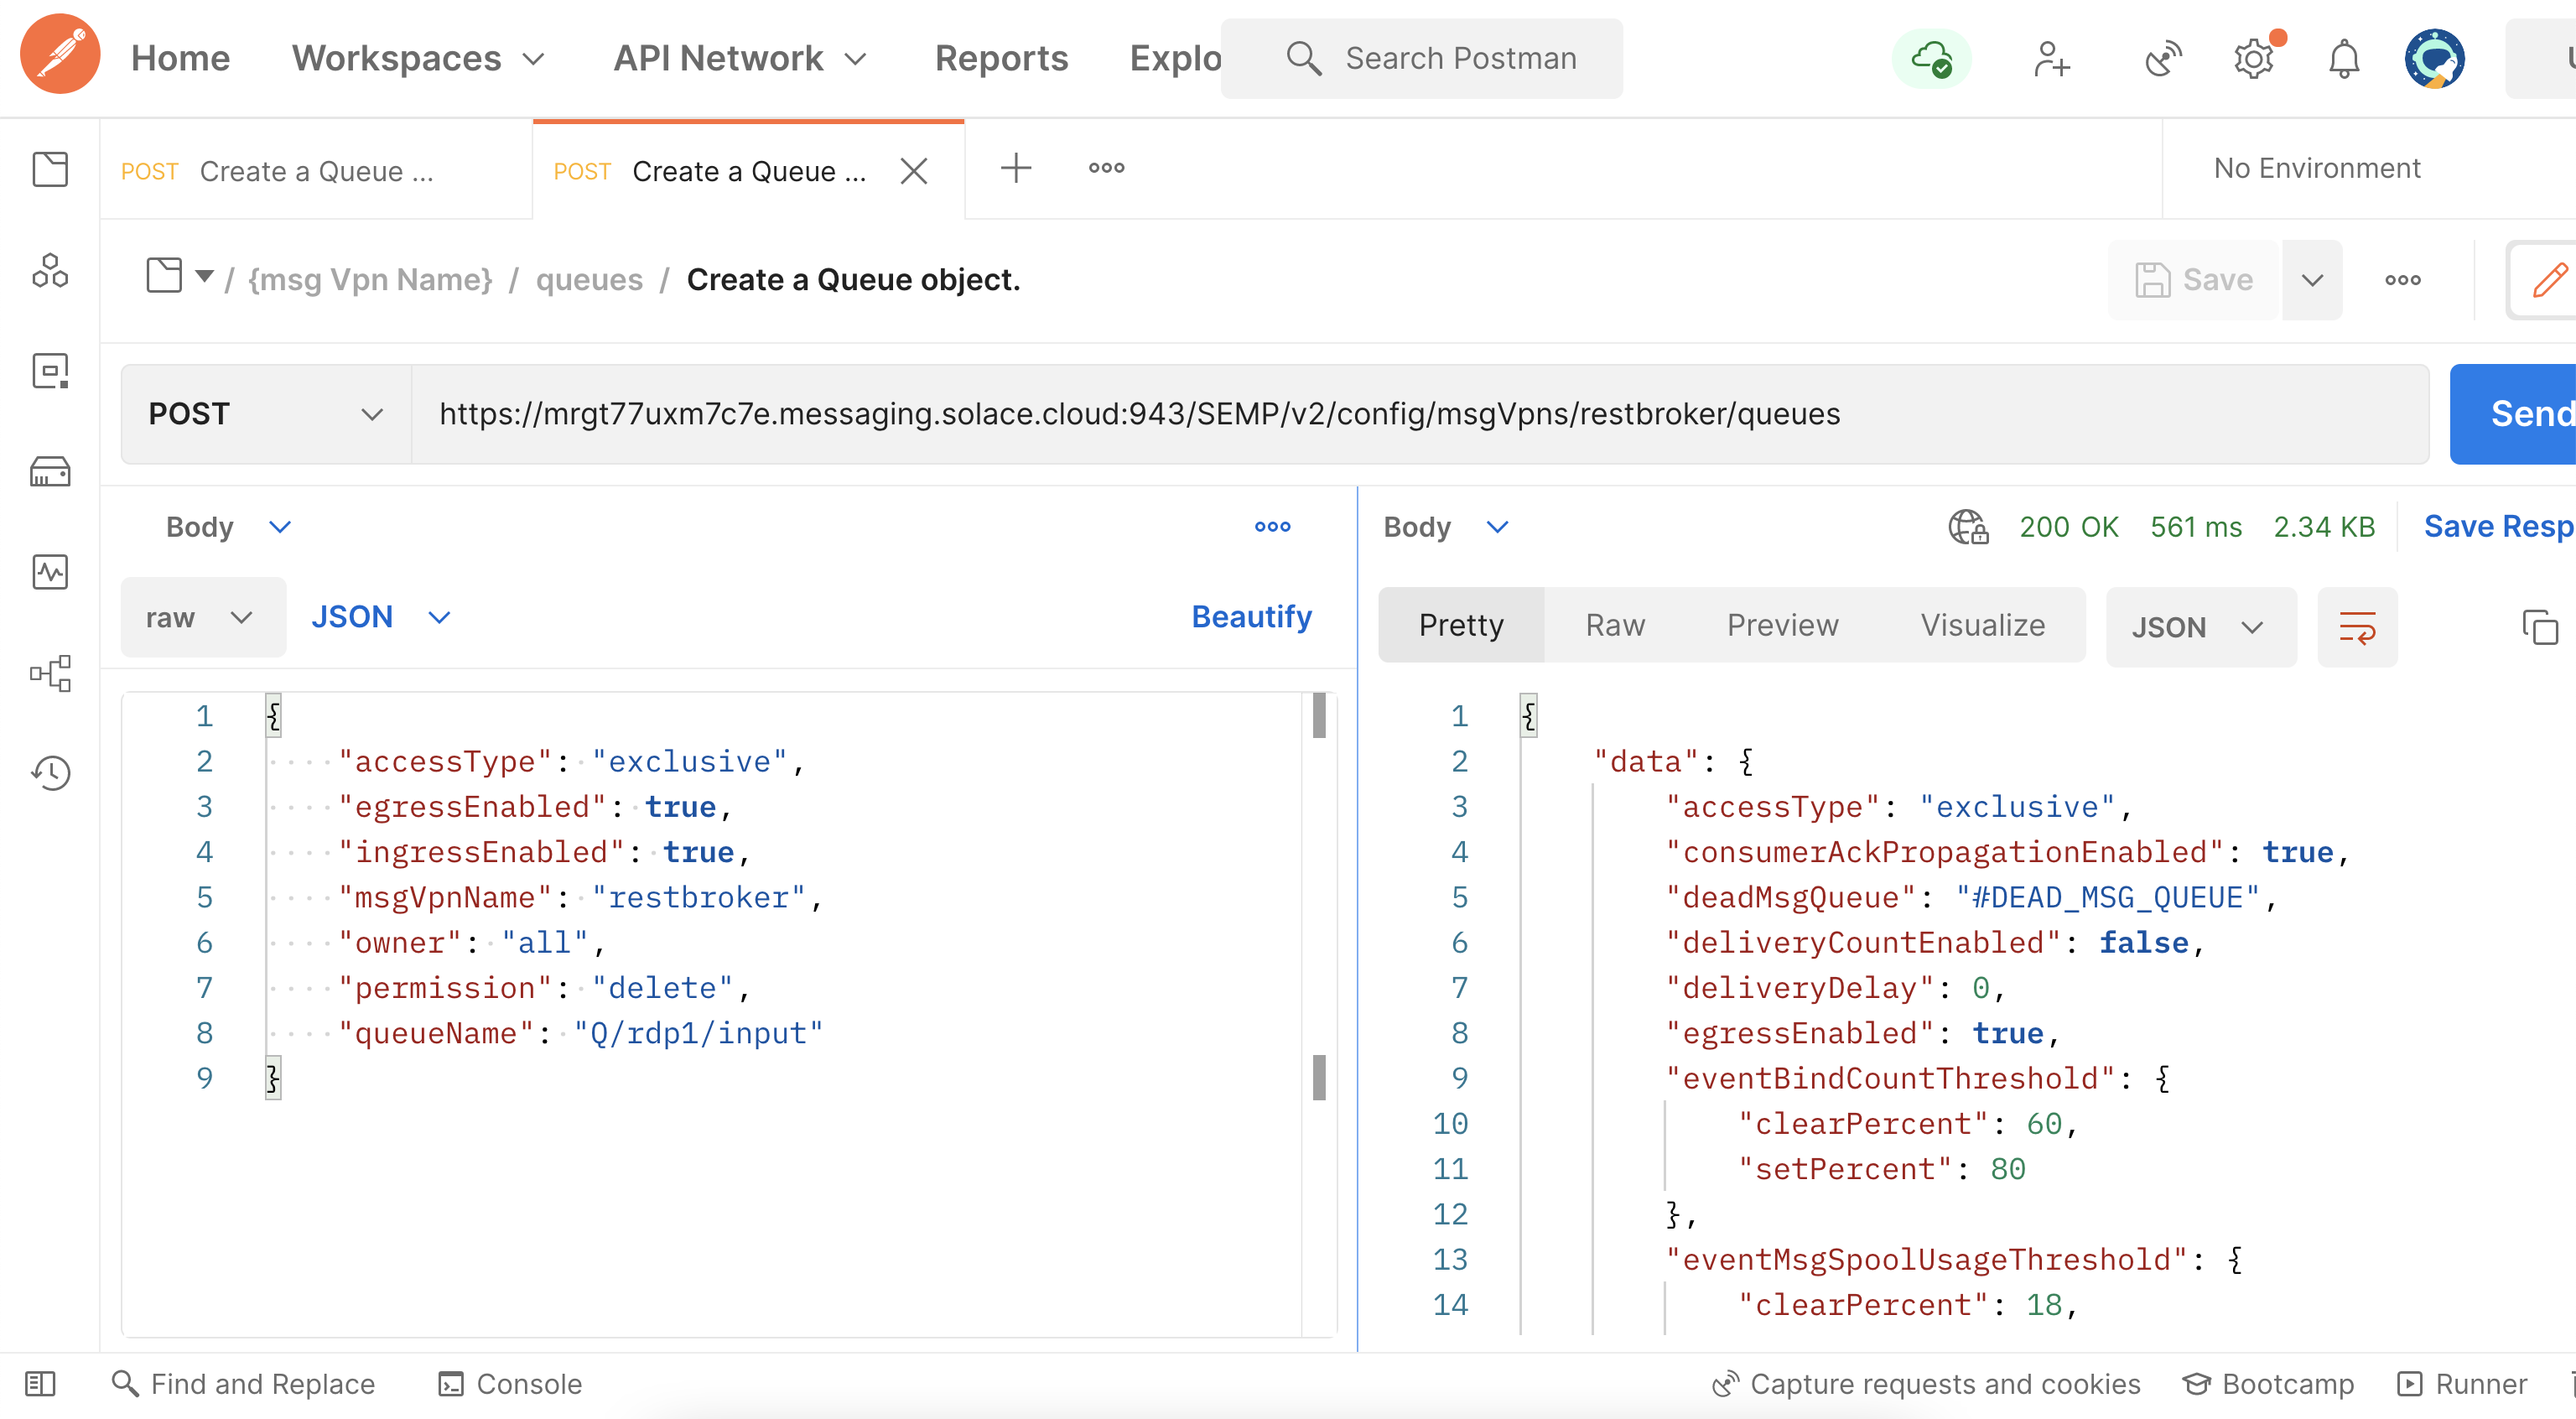 Home Workspaces API Network Reports Explo Search Postman
POST Create a Queue ... POST Create a Queue ... No Environment
/ {msg Vpn Name} / queues / Create a Queue object. Save
POST https://mrgt77uxm7c7e.messaging.solace.cloud:943/SEMP/v2/config/msgVpns/restbroker/queues Send
Body Body 200 OK 561 ms 2.34 KB Save Resp
raw JSON Beautify Pretty Raw Preview Visualize JSON
1 {
2 "accessType": "exclusive",
3 "egressEnabled": true,
4 "ingressEnabled": true,
5 "msgVpnName": "restbroker",
6 "owner": "all",
7 "permission": "delete",
8 "queueName": "Q/rdp1/input"
9 }
1 {
2 "data": {
3 "accessType": "exclusive",
4 "consumerAckPropagationEnabled": true,
5 "deadMsgQueue": "#DEAD_MSG_QUEUE",
6 "deliveryCountEnabled": false,
7 "deliveryDelay": 0,
8 "egressEnabled": true,
9 "eventBindCountThreshold": {
10 "clearPercent": 60,
11 "setPercent": 80
12 },
13 "eventMsgSpoolUsageThreshold": {
14 "clearPercent": 18,
Find and Replace Console Capture requests and cookies Bootcamp Runner